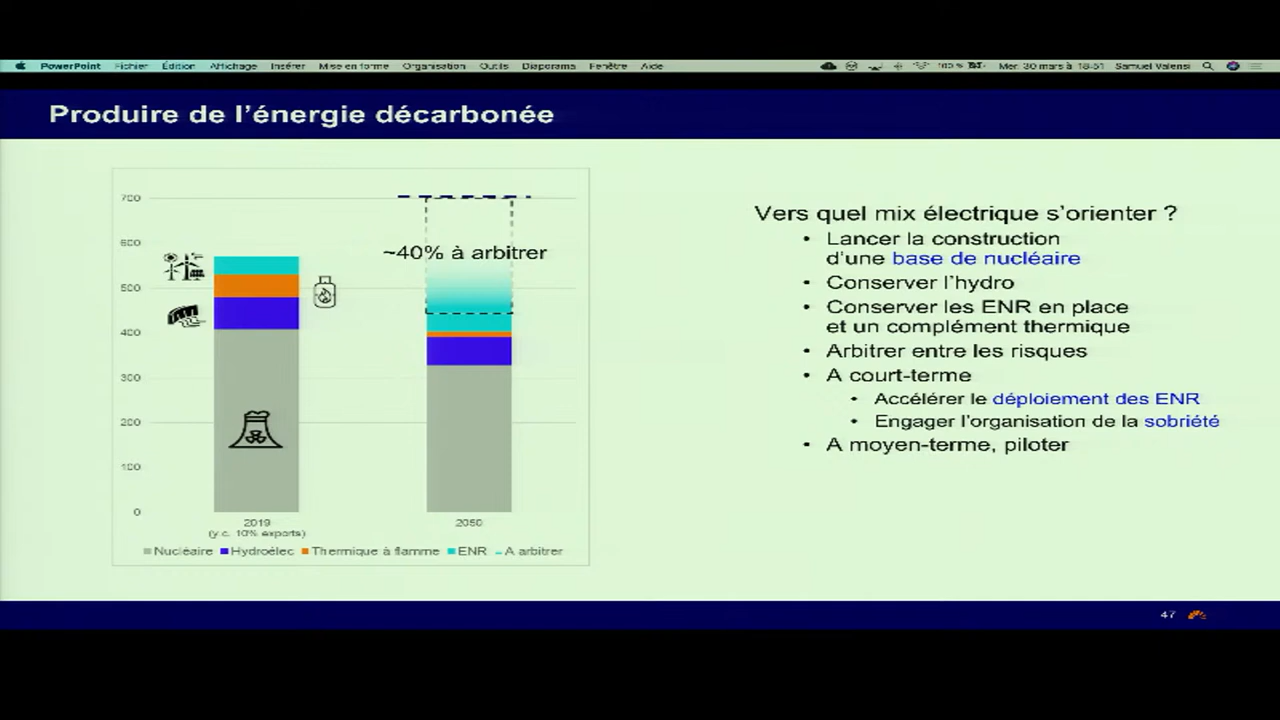 PowerPoint Fichier Édition Affichage Insérer Mise en forme Organisation Outils Diaporama Fenêtre Aide 100 % Mer. 30 mars à 18:51 Samuel Valensi
Produire de l'énergie décarbonée
700
600
500
400
300
200
100
0
~40% à arbitrer
2019
(y.c. 10% exports)
2050
Nucléaire Hydroélec Thermique à flamme ENR A arbitrer
Vers quel mix électrique s'orienter ?
• Lancer la construction
d'une base de nucléaire
• Conserver l'hydro
• Conserver les ENR en place
et un complément thermique
• Arbitrer entre les risques
• A court-terme
• Accélérer le déploiement des ENR
• Engager l'organisation de la sobriété
• A moyen-terme, piloter
47